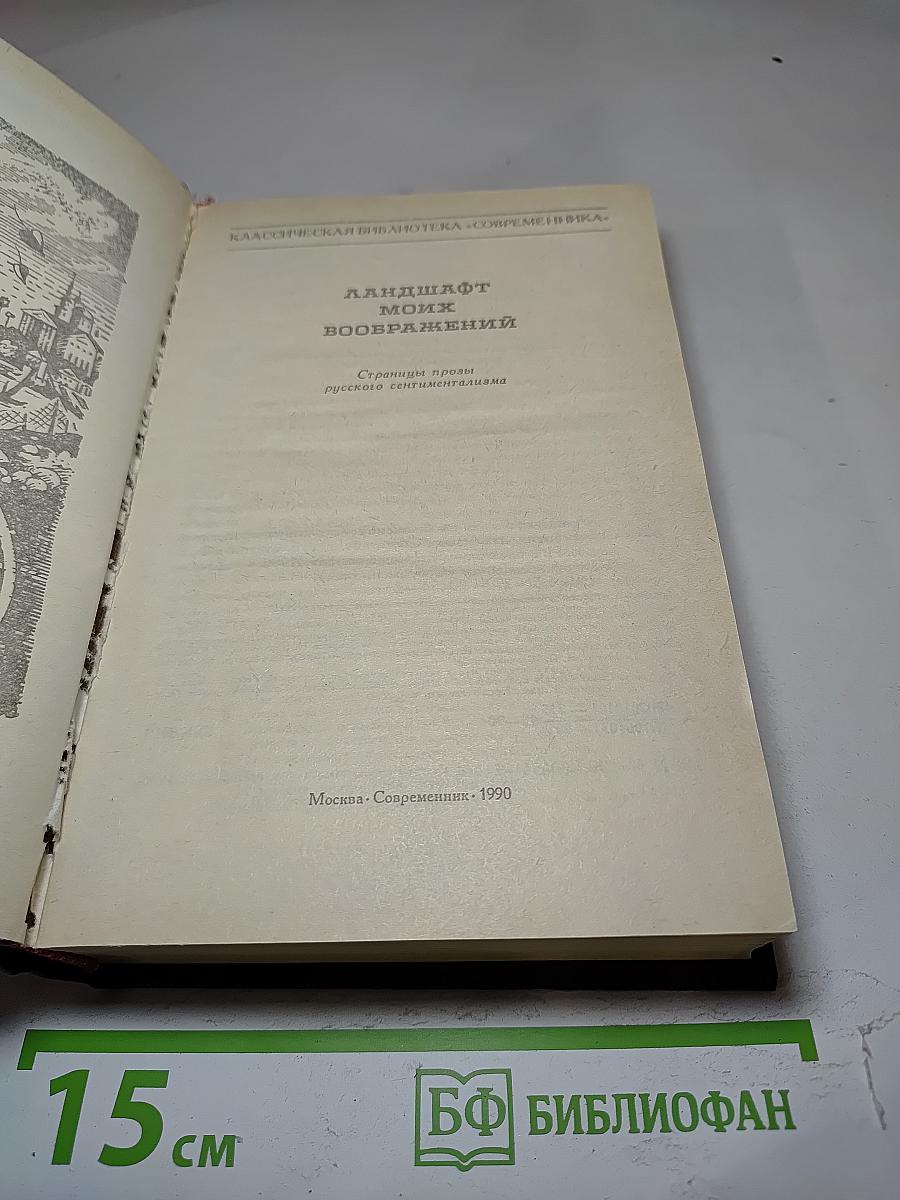 КЛАССИЧЕСКАЯ БИБЛИОТЕКА «СОВРЕМЕННИКА»
ЛАНДШАФТ
МОИХ
ВООБРАЖЕНИЙ
Страницы прозы
русского сентиментализма
Москва · Современник · 1990
15 см
БФ БИБЛИОФАН